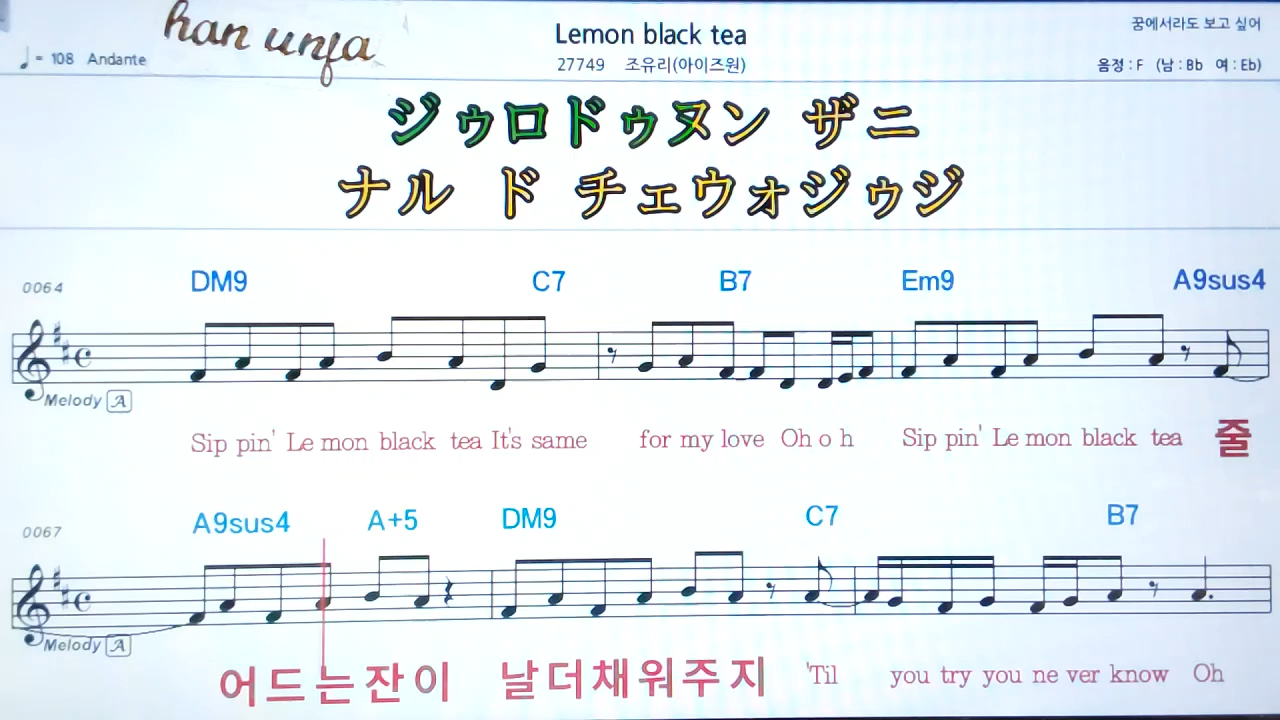 han unfa
Lemon black tea
꿈에서라도 보고 싶어
♩= 108 Andante
27749 조유리(아이즈원)
음정 : F (남 : Bb 여 : Eb)
ジゥロドゥヌン ザニ
ナル ド チェウォジゥジ
0064
DM9 C7 B7 Em9 A9sus4
Melody A
Sip pin' Le mon black tea It's same for my love Oh o h Sip pin' Le mon black tea 줄
0067
A9sus4 A+5 DM9 C7 B7
Melody A
어드는잔이 날더채워주지 'Til you try you ne ver know Oh